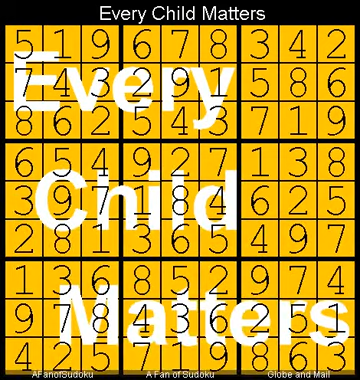 Every Child Matters
5 1 9 6 7 8 3 4 2
7 4 3 2 9 1 5 8 6
8 6 2 5 4 3 7 1 9
6 5 4 9 2 7 1 3 8
3 9 7 1 8 4 6 2 5
2 8 1 3 6 5 4 9 7
1 3 6 8 5 2 9 7 4
9 7 8 4 3 6 2 5 1
4 2 5 7 1 9 8 6 3
Every
Child
Matters
AFanofSudoku A Fan of Sudoku Globe and Mail